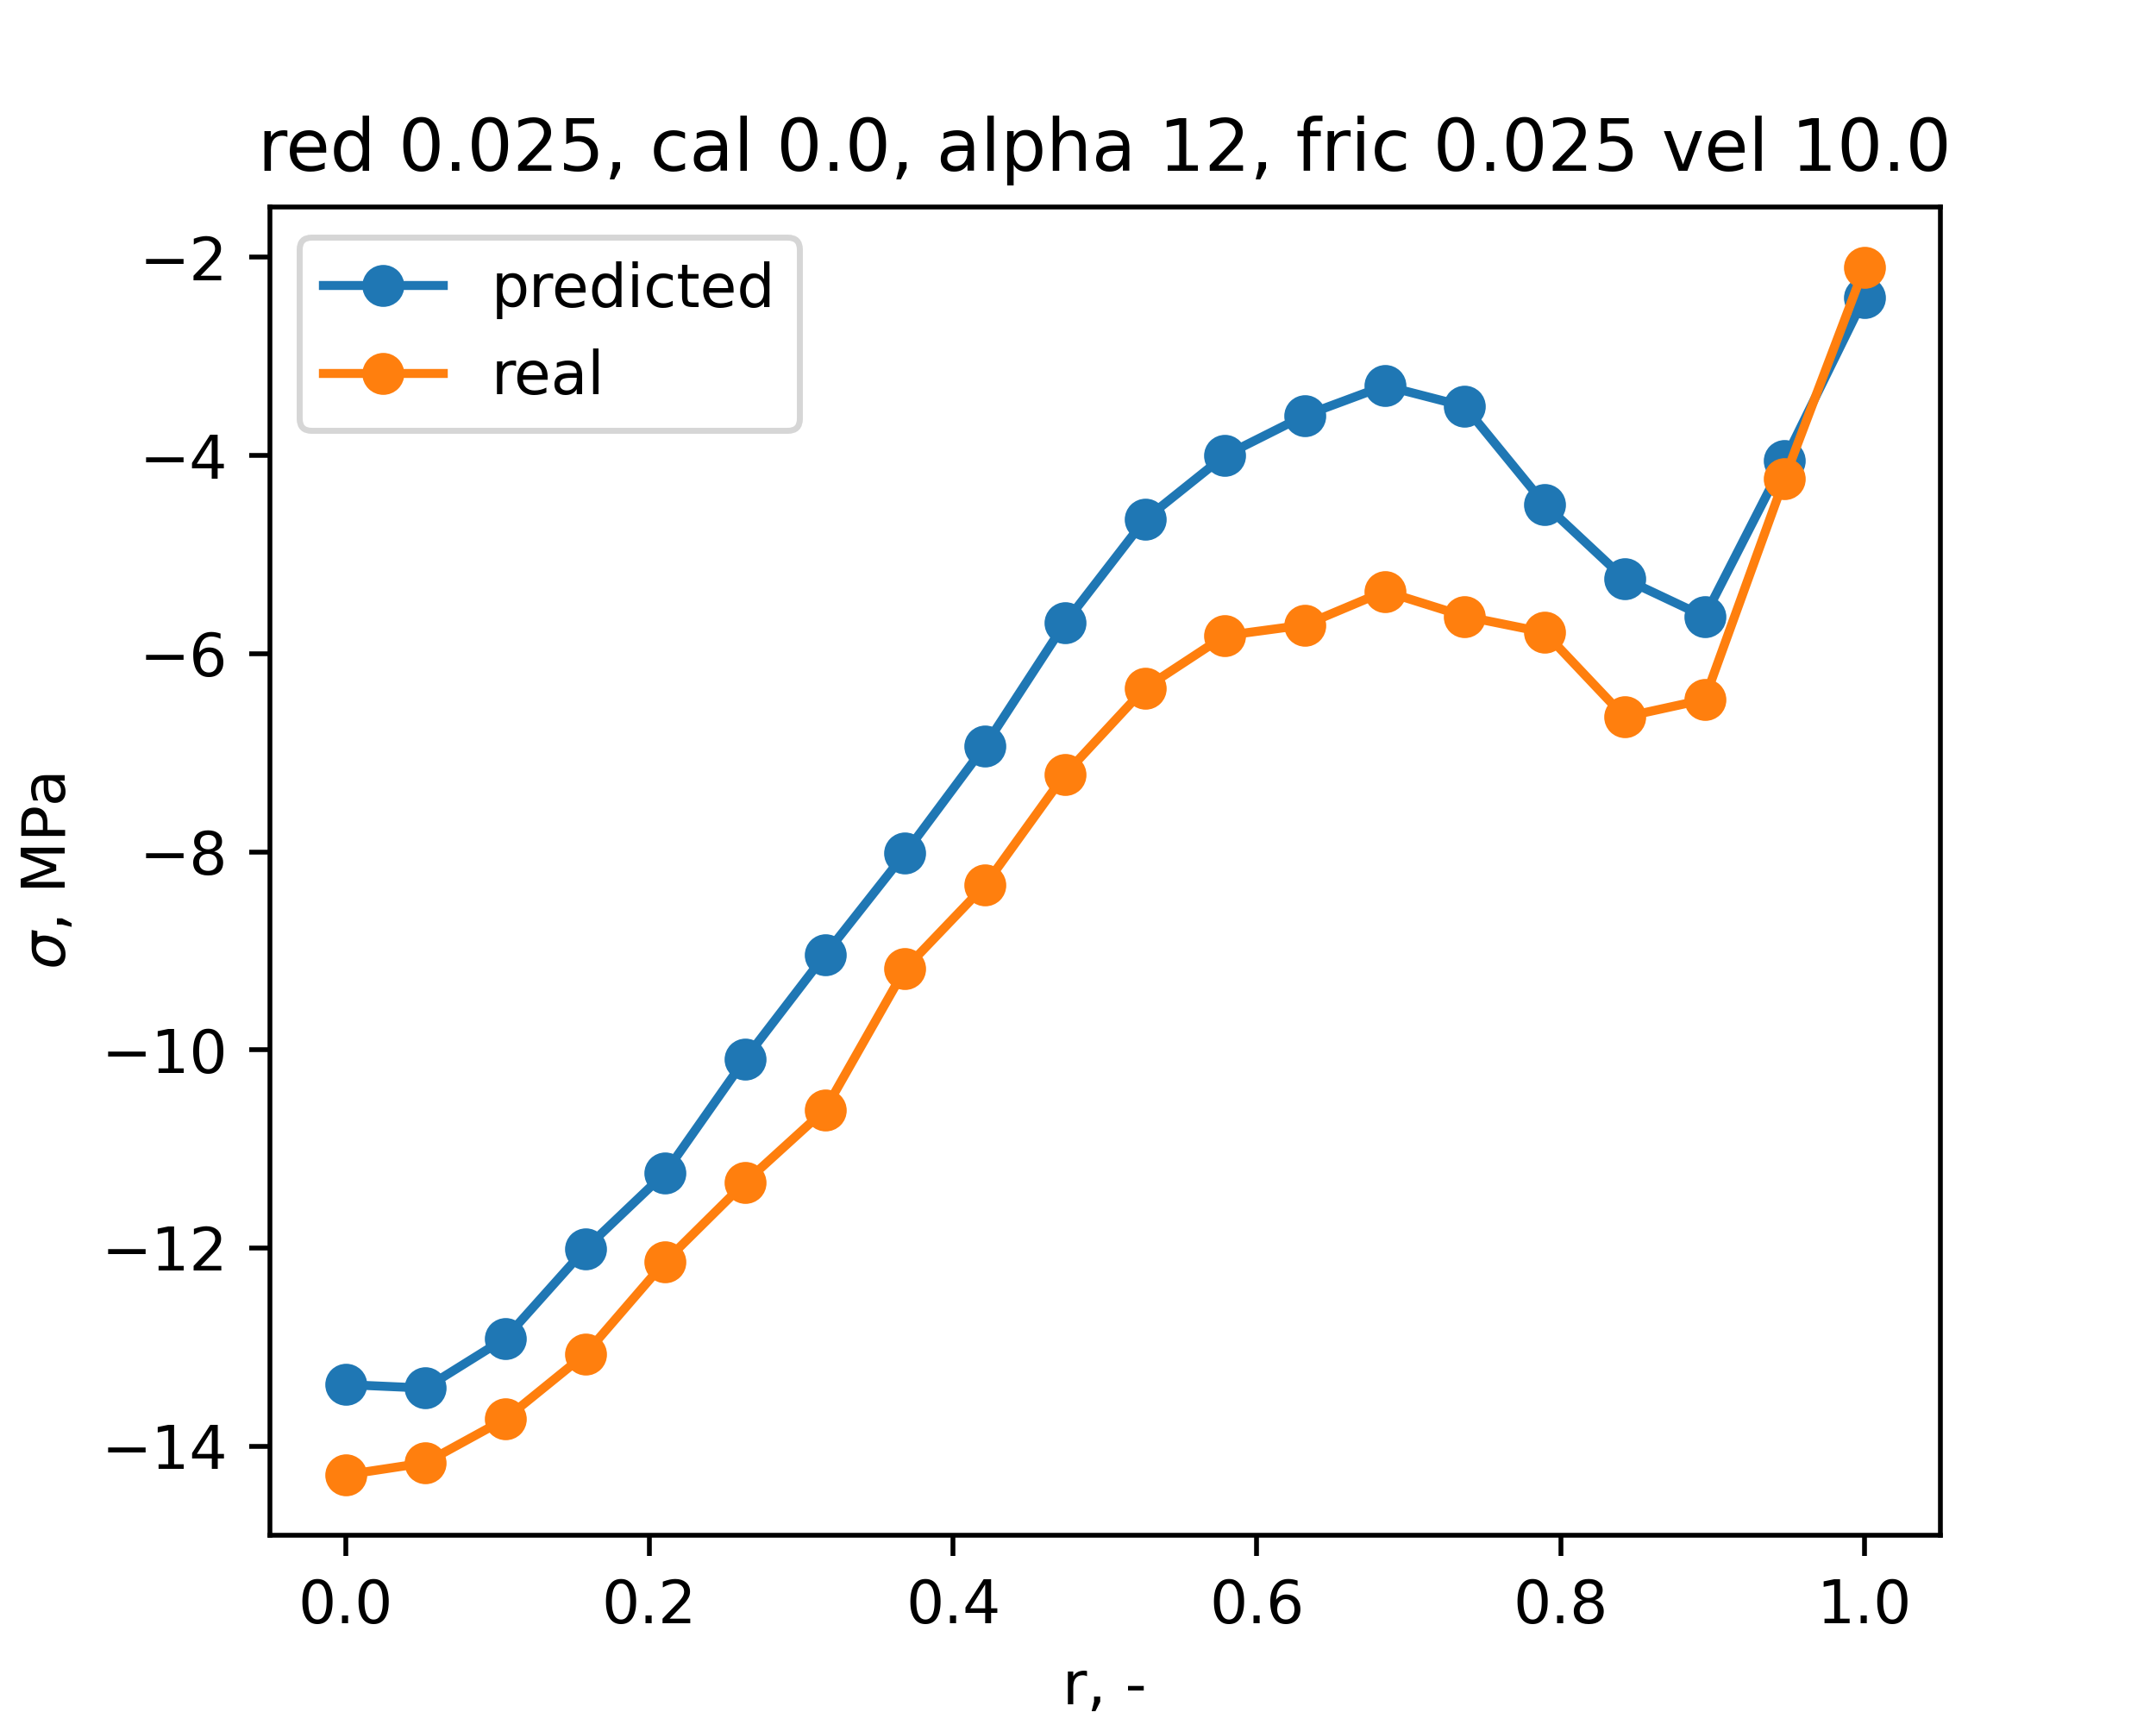 red 0.025, cal 0.0, alpha 12, fric 0.025 vel 10.0
predicted
real
−2
−4
−6
−8
−10
−12
−14
σ, MPa
0.0 0.2 0.4 0.6 0.8 1.0
r, -